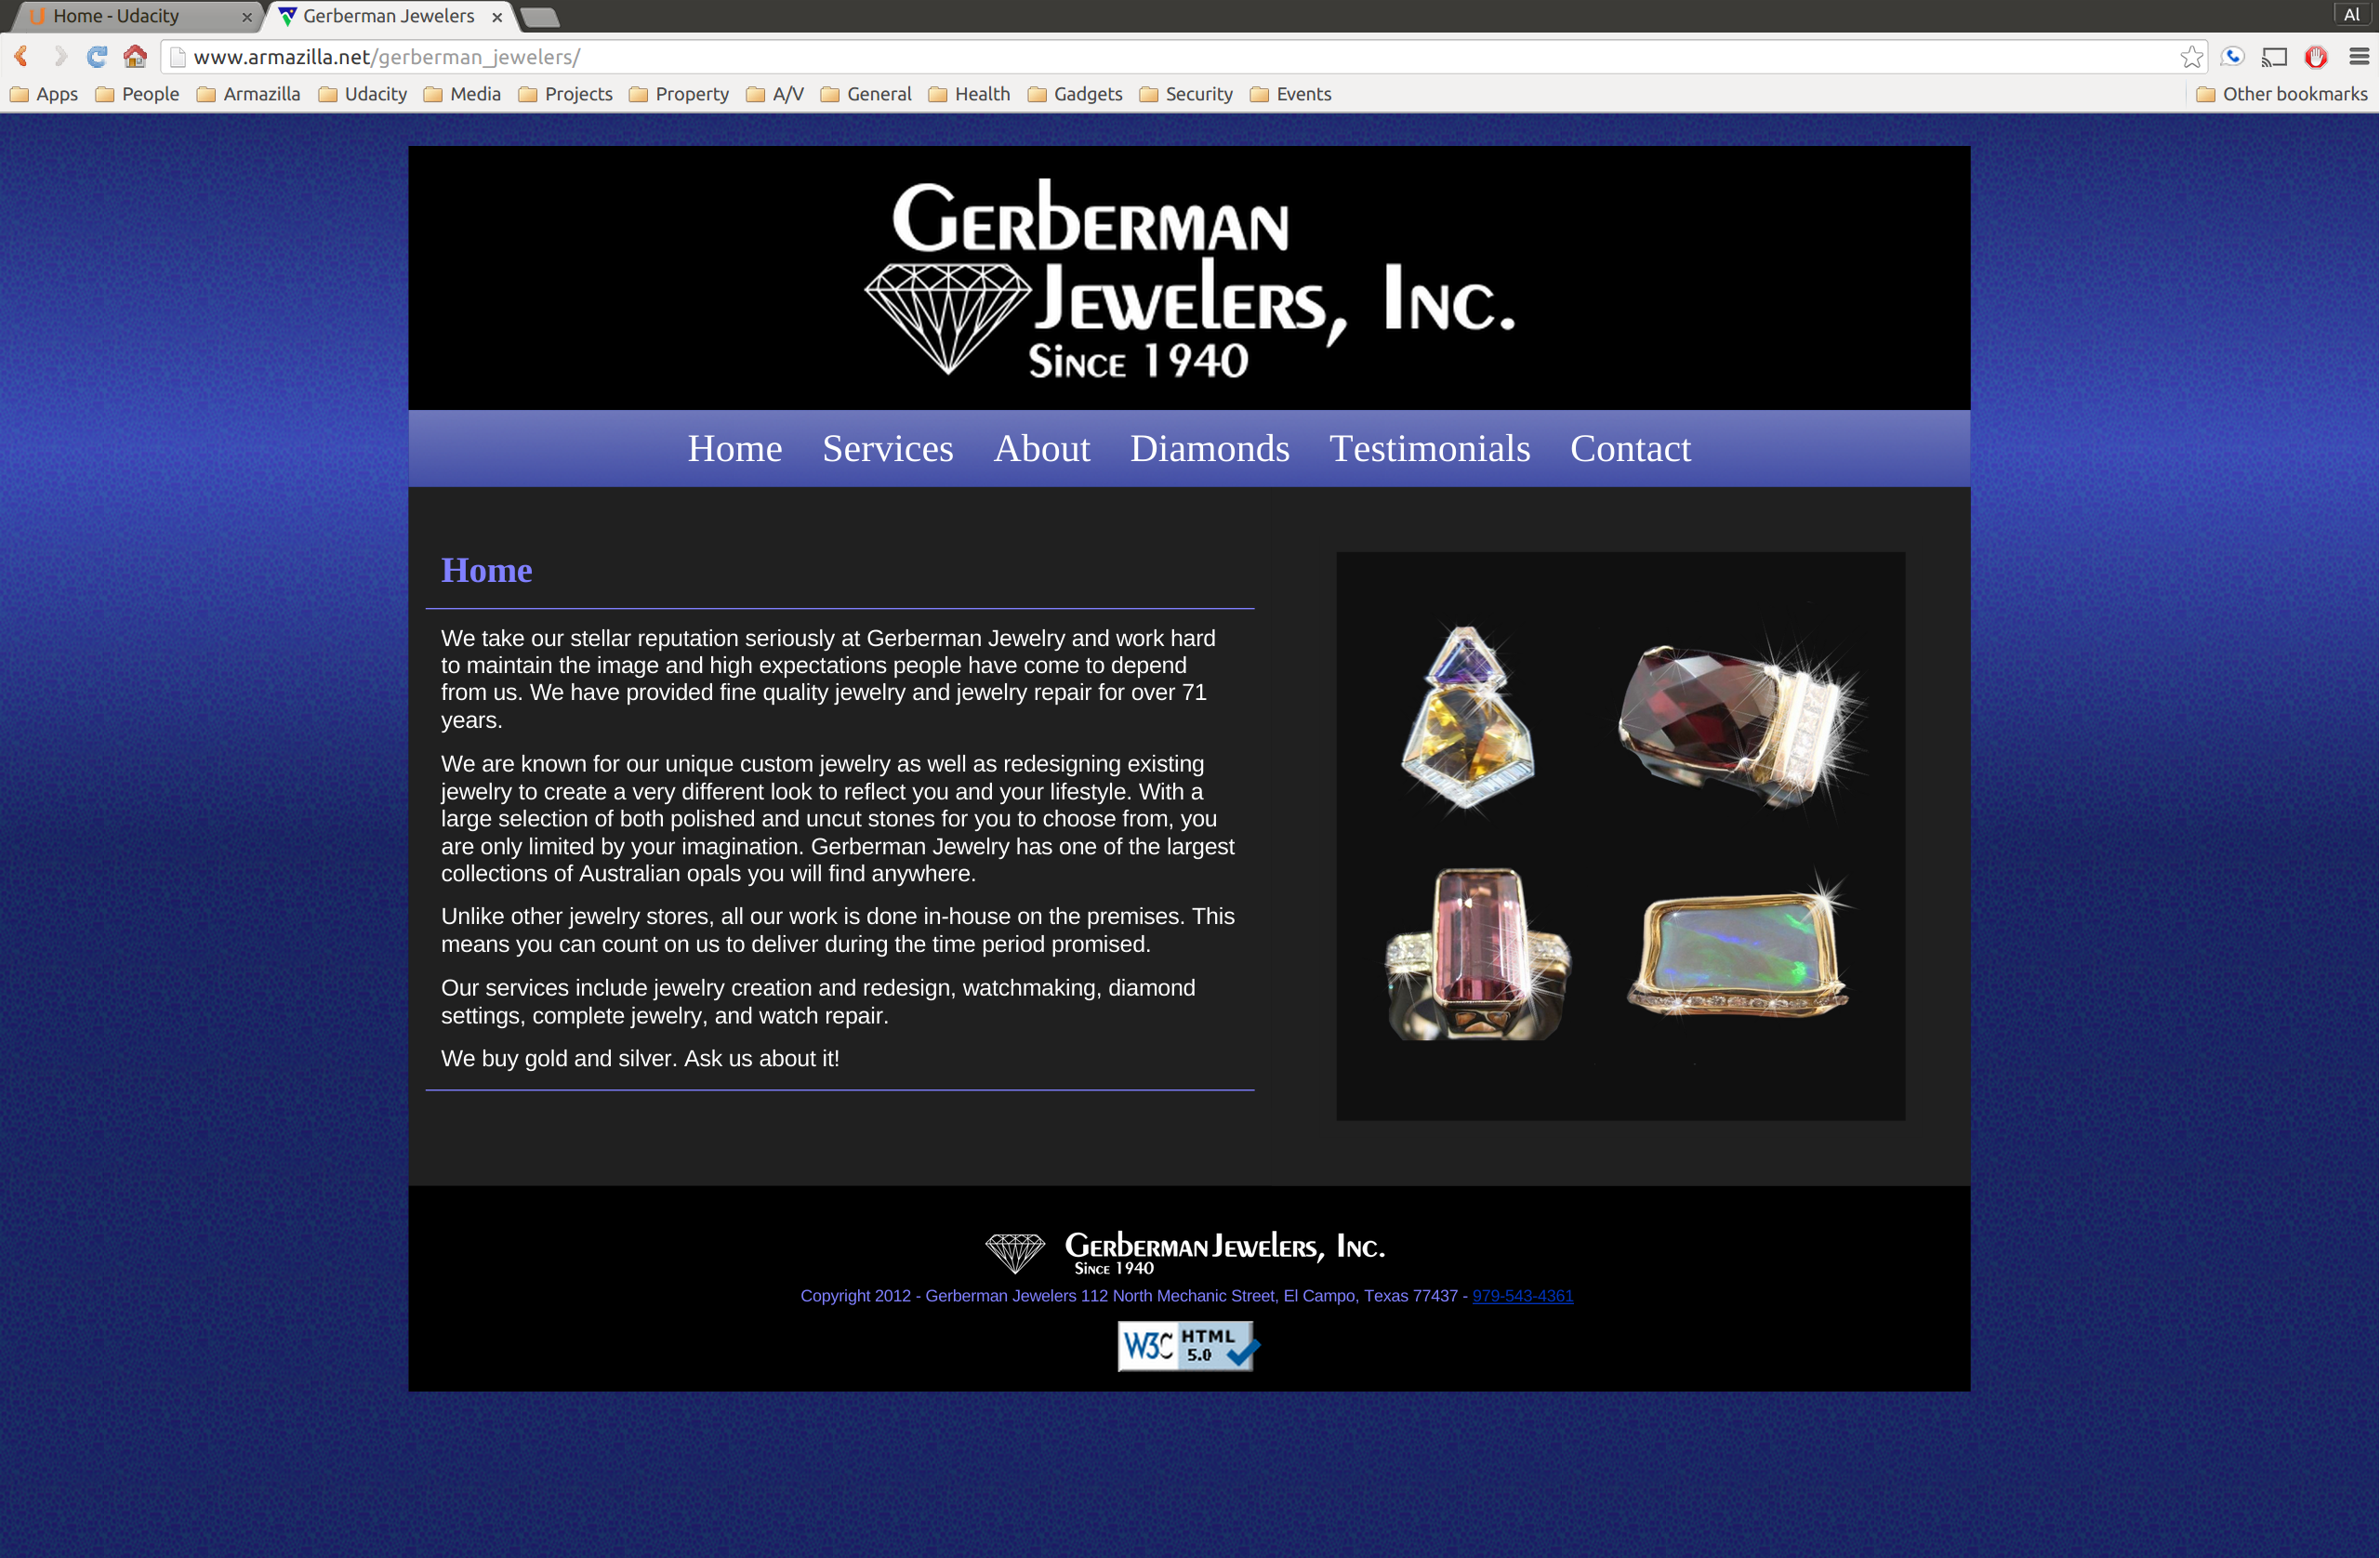 Home - Udacity
Gerberman Jewelers
Al
www.armazilla.net/gerberman_jewelers/
Apps People Armazilla Udacity Media Projects Property A/V General Health Gadgets Security Events Other bookmarks
GERBERMAN
JEWELERS, INC.
SINCE 1940
Home Services About Diamonds Testimonials Contact
Home
We take our stellar reputation seriously at Gerberman Jewelry and work hard
to maintain the image and high expectations people have come to depend
from us. We have provided fine quality jewelry and jewelry repair for over 71
years.
We are known for our unique custom jewelry as well as redesigning existing
jewelry to create a very different look to reflect you and your lifestyle. With a
large selection of both polished and uncut stones for you to choose from, you
are only limited by your imagination. Gerberman Jewelry has one of the largest
collections of Australian opals you will find anywhere.
Unlike other jewelry stores, all our work is done in-house on the premises. This
means you can count on us to deliver during the time period promised.
Our services include jewelry creation and redesign, watchmaking, diamond
settings, complete jewelry, and watch repair.
We buy gold and silver. Ask us about it!
GERBERMAN JEWELERS, INC.
SINCE 1940
Copyright 2012 - Gerberman Jewelers 112 North Mechanic Street, El Campo, Texas 77437 - 979-543-4361
W3C HTML
5.0